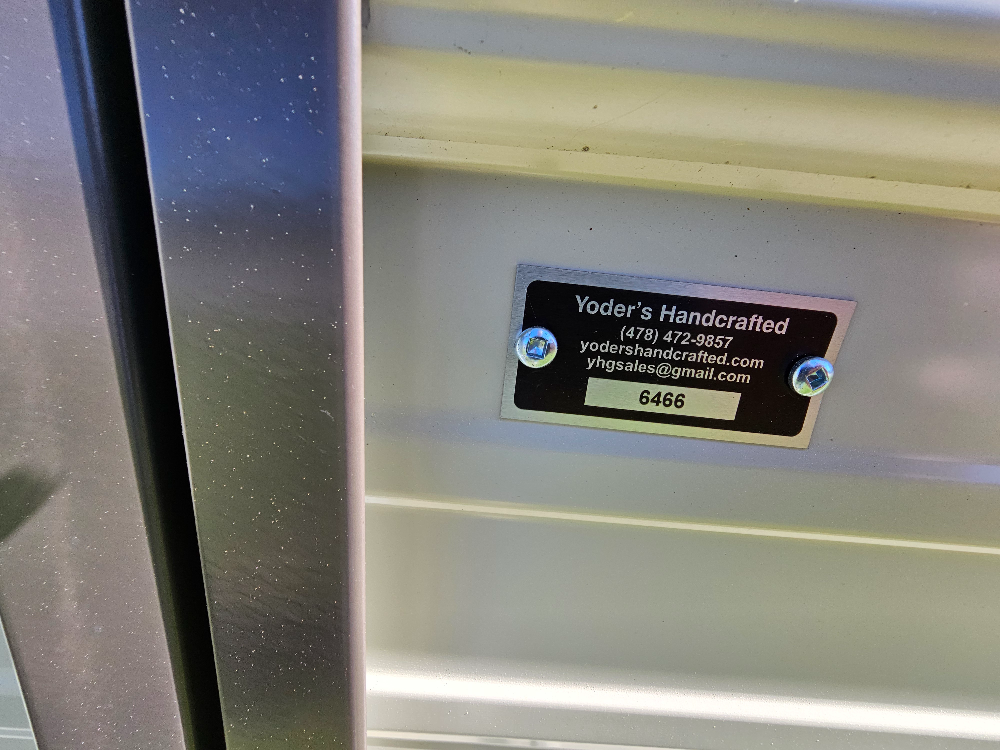 Yoder's Handcrafted
(478) 472-9857
yodershandcrafted.com
yhgsales@gmail.com
6466